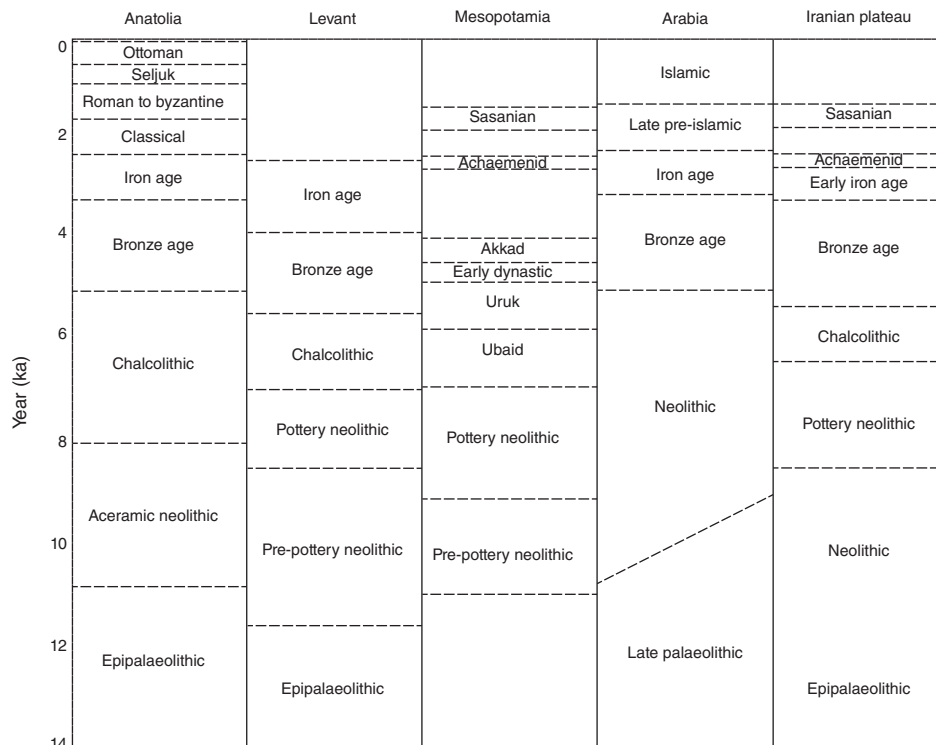 Anatolia
Levant
Mesopotamia
Arabia
Iranian plateau
Year (ka)
0
2
4
6
8
10
12
14
Ottoman
Seljuk
Roman to byzantine
Classical
Iron age
Bronze age
Chalcolithic
Aceramic neolithic
Epipalaeolithic
Iron age
Bronze age
Chalcolithic
Pottery neolithic
Pre-pottery neolithic
Epipalaeolithic
Sasanian
Achaemenid
Akkad
Early dynastic
Uruk
Ubaid
Pottery neolithic
Pre-pottery neolithic
Islamic
Late pre-islamic
Iron age
Bronze age
Neolithic
Late palaeolithic
Sasanian
Achaemenid
Early iron age
Bronze age
Chalcolithic
Pottery neolithic
Neolithic
Epipalaeolithic